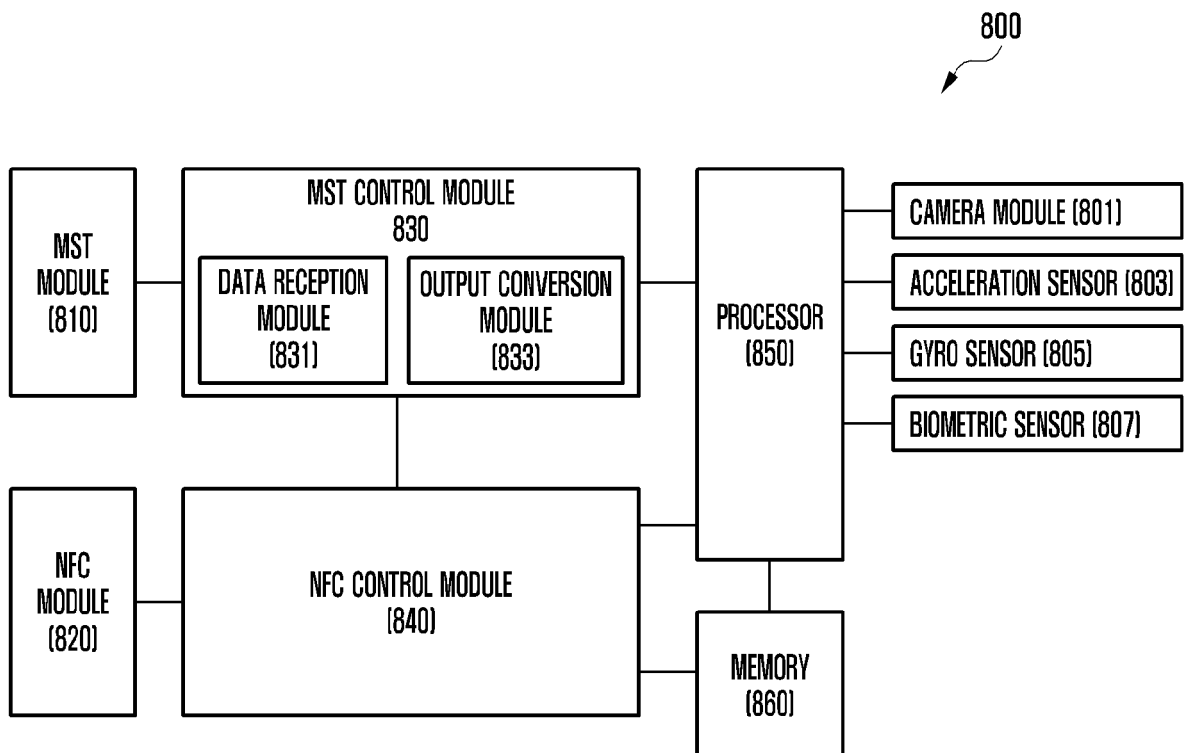 800
MST
MODULE
(810)
MST CONTROL MODULE
830
DATA RECEPTION
MODULE
(831)
OUTPUT CONVERSION
MODULE
(833)
PROCESSOR
(850)
CAMERA MODULE (801)
ACCELERATION SENSOR (803)
GYRO SENSOR (805)
BIOMETRIC SENSOR (807)
NFC
MODULE
(820)
NFC CONTROL MODULE
(840)
MEMORY
(860)